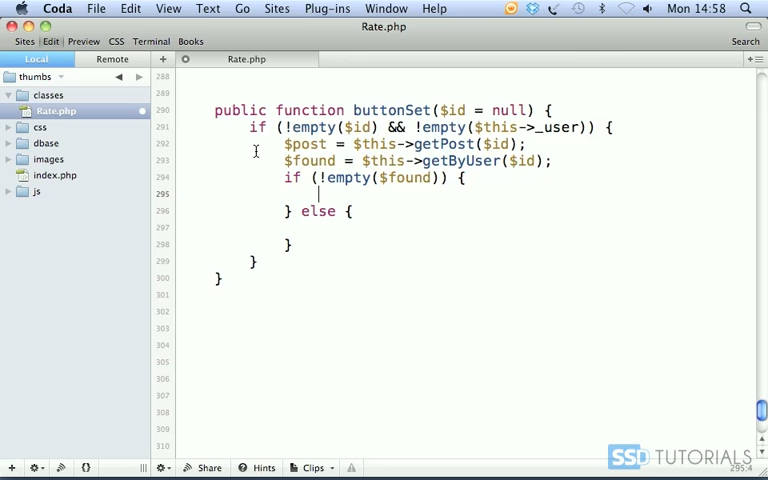 Coda File Edit View Text Go SSD Sites Plug-ins Window Help Mon 14:58
Rate.php
Sites Edit Preview CSS Terminal Books Search
Local Remote + Rate.php
thumbs
288
classes
289
Rate.php
290 public function buttonSet($id = null) {
css
291 if (!empty($id) && !empty($this->_user)) {
dbase
292 $post = $this->getPost($id);
images
293 $found = $this->getByUser($id);
index.php
294 if (!empty($found)) {
js
295
296 } else {
297
298 }
299 }
300 }
301
302
303
304
305
306
307
308
309
310
SSD TUTORIALS
295:4
+ {} Share Hints Clips